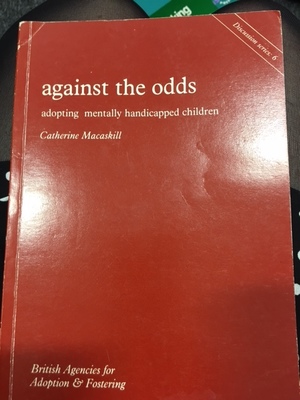 Discussion series: 6
against the odds
adopting mentally handicapped children
Catherine Macaskill
British Agencies for
Adoption & Fostering